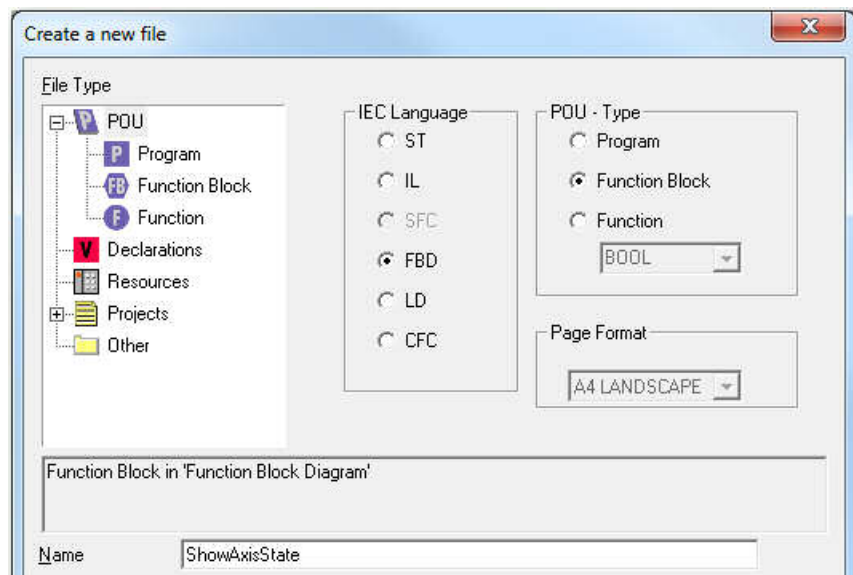 Create a new file
File Type
POU
Program
Function Block
Function
Declarations
Resources
Projects
Other
IEC Language
ST
IL
SFC
FBD
LD
CFC
POU - Type
Program
Function Block
Function
BOOL
Page Format
A4 LANDSCAPE
Function Block in 'Function Block Diagram'
Name
ShowAxisState